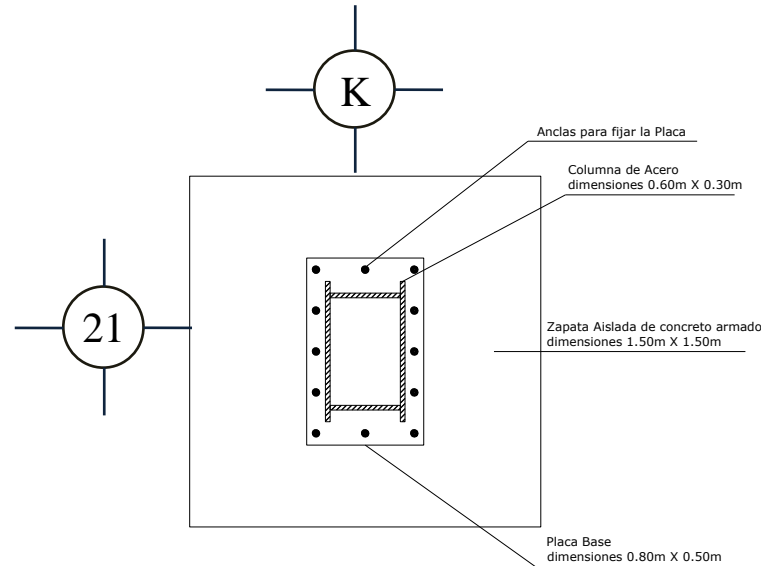 K
Anclas para fijar la Placa
Columna de Acero
dimensiones 0.60m X 0.30m
21
Zapata Aislada de concreto armado
dimensiones 1.50m X 1.50m
Placa Base
dimensiones 0.80m X 0.50m